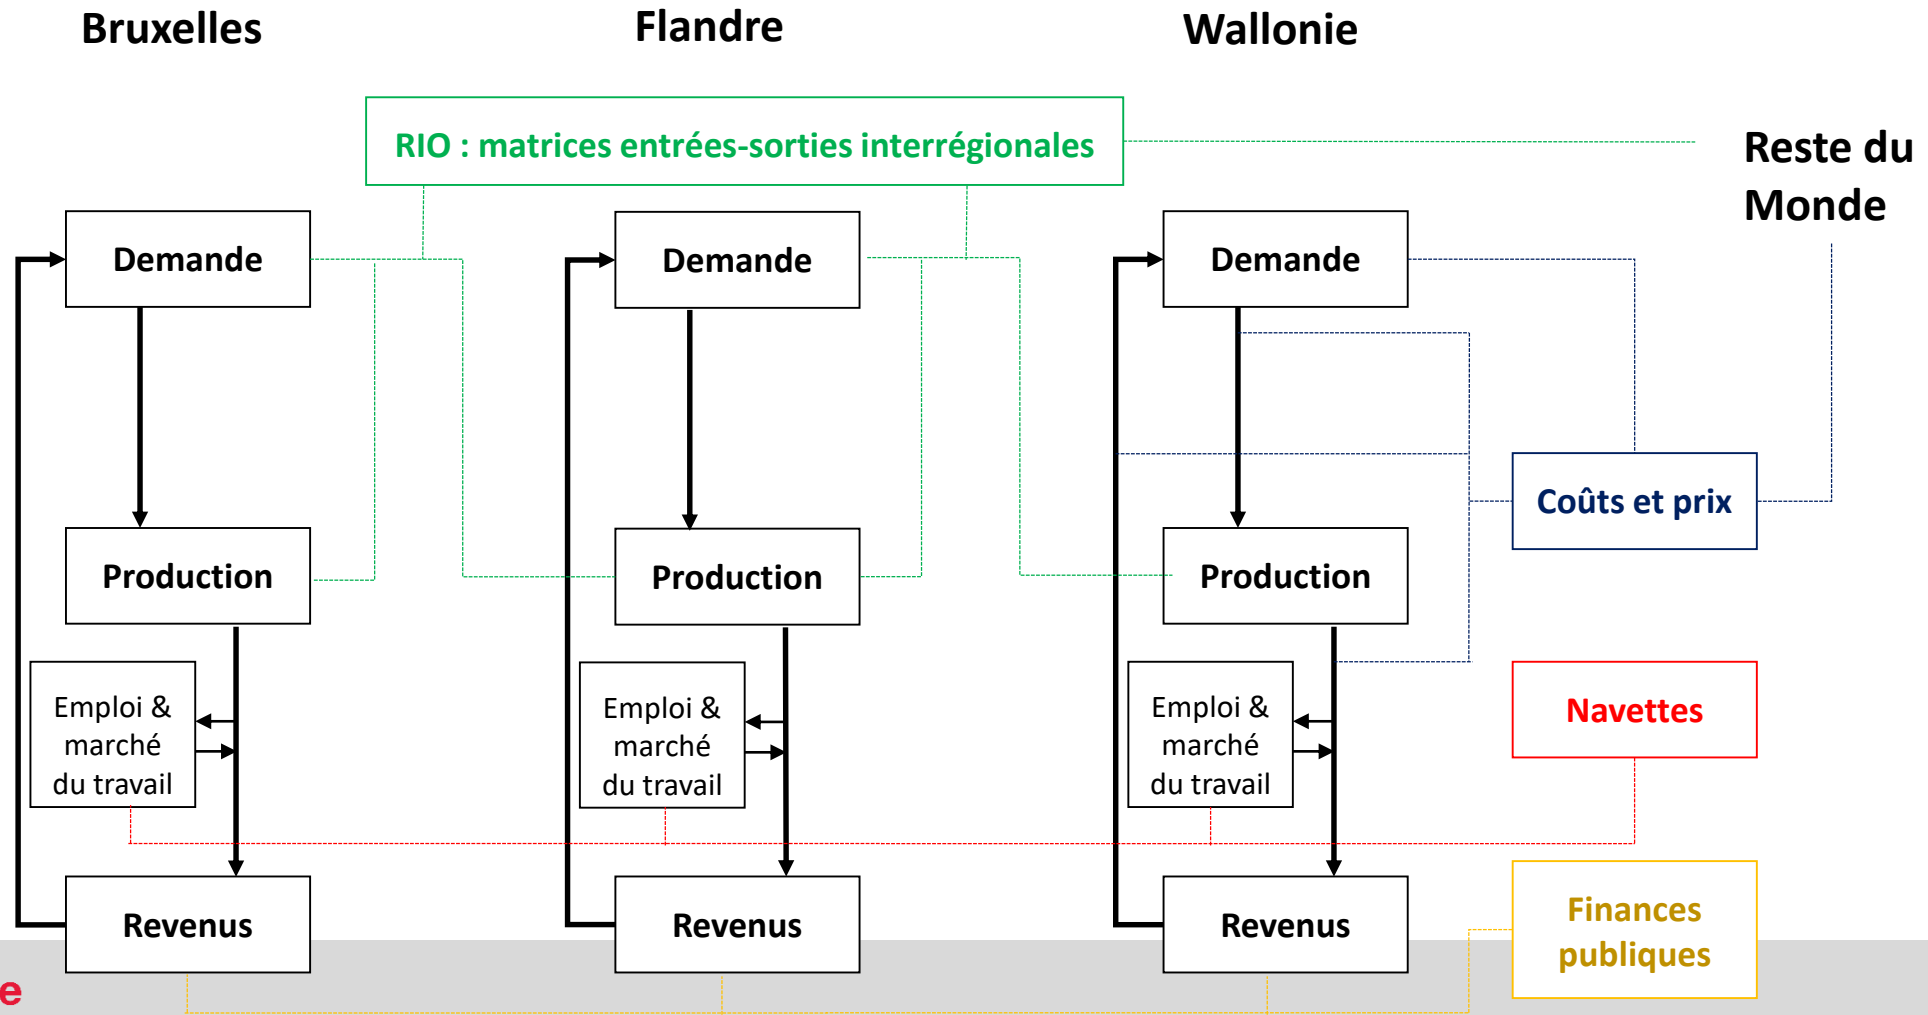 Bruxelles
Flandre
Wallonie
RIO : matrices entrées-sorties interrégionales
Reste du
Monde
Demande
Demande
Demande
Coûts et prix
Production
Production
Production
Emploi &
marché
du travail
Emploi &
marché
du travail
Emploi &
marché
du travail
Navettes
Revenus
Revenus
Revenus
Finances
publiques
e